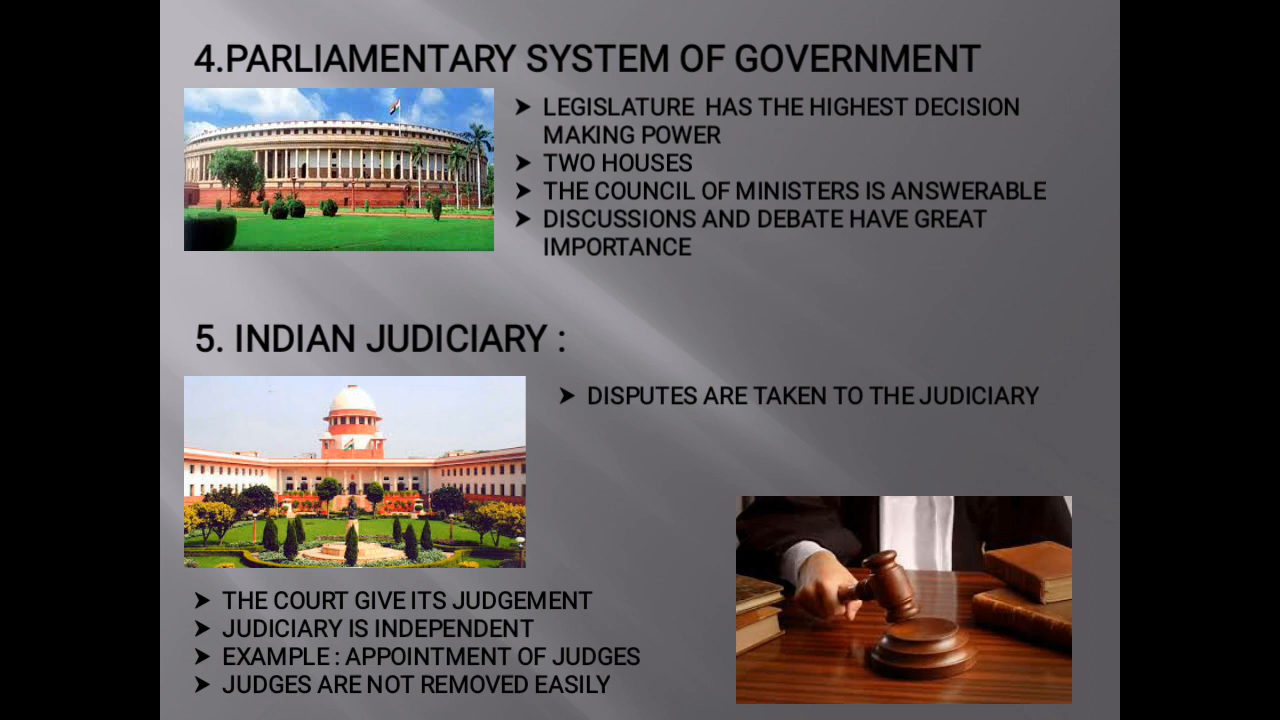 4.PARLIAMENTARY SYSTEM OF GOVERNMENT
➤ LEGISLATURE HAS THE HIGHEST DECISION
MAKING POWER
➤ TWO HOUSES
➤ THE COUNCIL OF MINISTERS IS ANSWERABLE
➤ DISCUSSIONS AND DEBATE HAVE GREAT
IMPORTANCE
5. INDIAN JUDICIARY :
➤ DISPUTES ARE TAKEN TO THE JUDICIARY
➤ THE COURT GIVE ITS JUDGEMENT
➤ JUDICIARY IS INDEPENDENT
➤ EXAMPLE : APPOINTMENT OF JUDGES
➤ JUDGES ARE NOT REMOVED EASILY